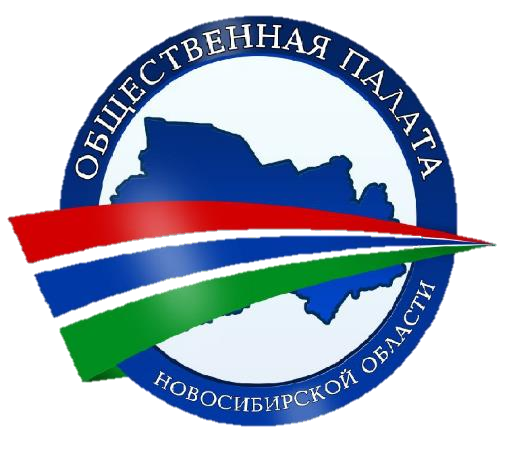 ОБЩЕСТВЕННАЯ ПАЛАТА
НОВОСИБИРСКОЙ ОБЛАСТИ